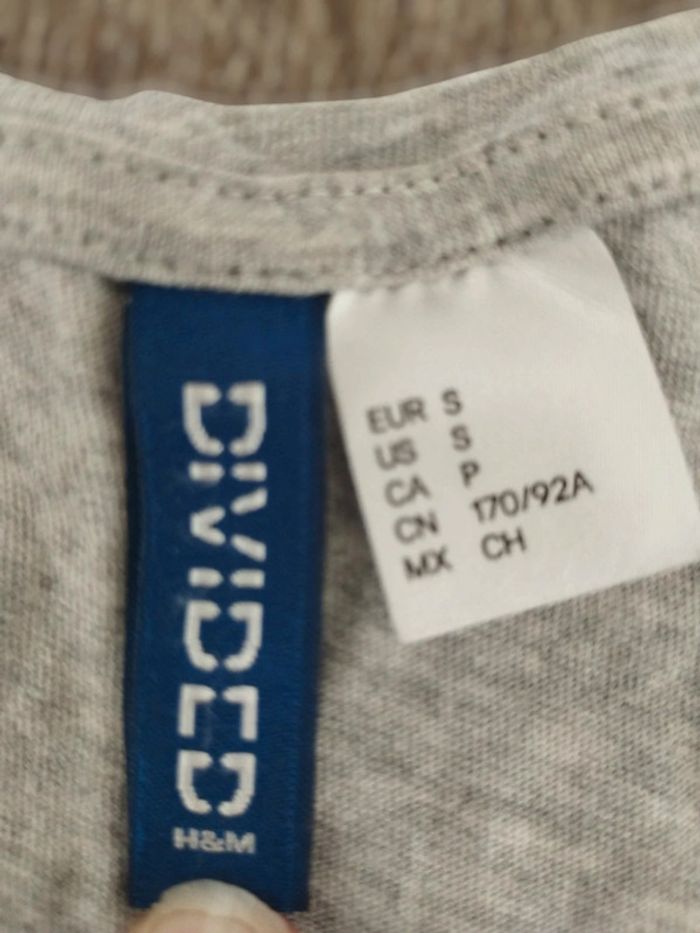 DIVIDED
H&M
EUR S
US S
CA P
CN 170/92A
MX CH